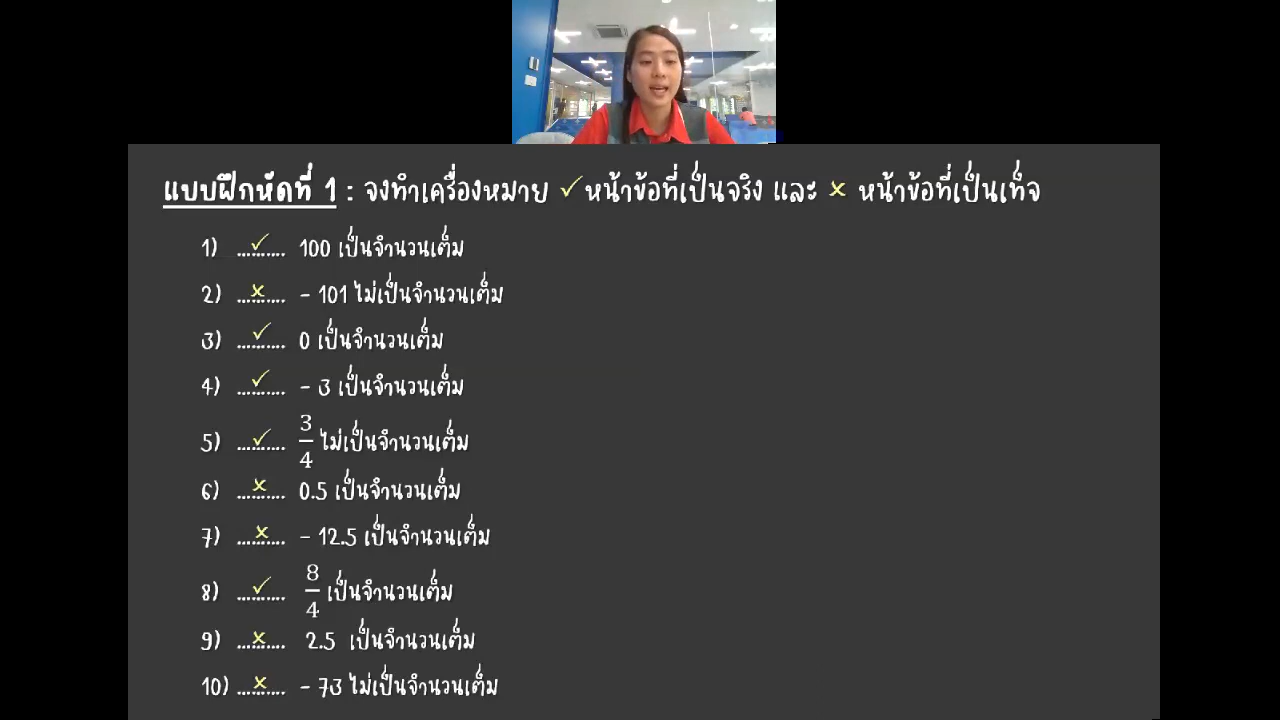 แบบฝึกหัดที่ 1 : จงทำเครื่องหมาย ✓ หน้าข้อที่เป็นจริง และ × หน้าข้อที่เป็นเท็จ
1) ....✓.... 100 เป็นจำนวนเต็ม
2) ....×.... - 101 ไม่เป็นจำนวนเต็ม
3) ....✓.... 0 เป็นจำนวนเต็ม
4) ....✓.... - 3 เป็นจำนวนเต็ม
5) ....✓.... 3/4 ไม่เป็นจำนวนเต็ม
6) ....×.... 0.5 เป็นจำนวนเต็ม
7) ....×.... - 12.5 เป็นจำนวนเต็ม
8) ....✓.... 8/4 เป็นจำนวนเต็ม
9) ....×.... 2.5 เป็นจำนวนเต็ม
10) ....×.... - 73 ไม่เป็นจำนวนเต็ม